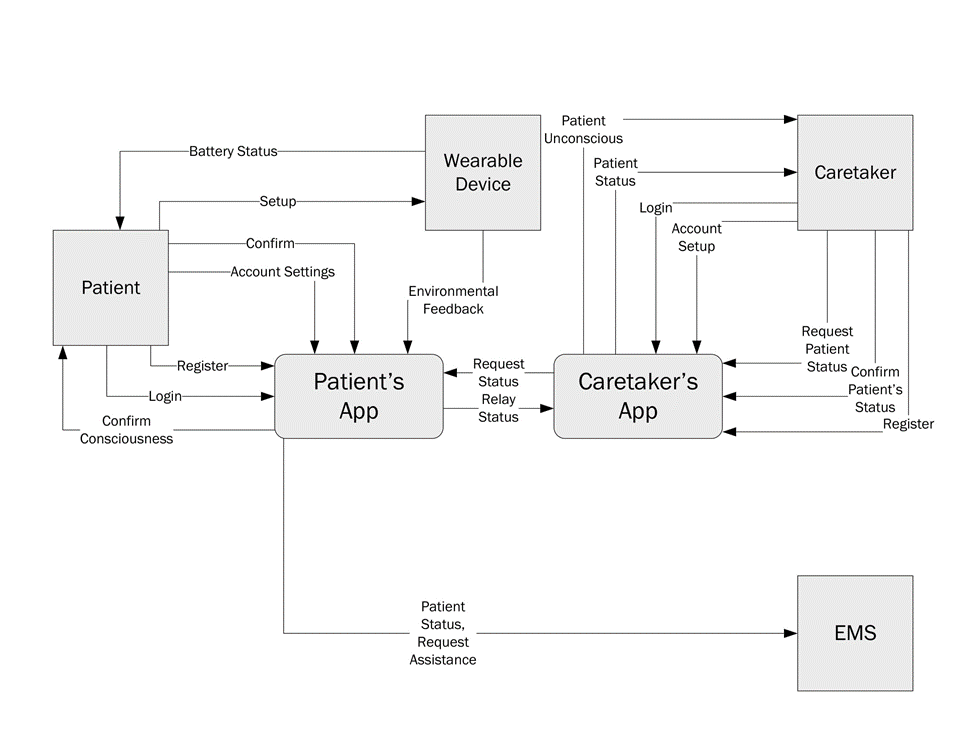 Patient
Unconscious
Battery Status
Wearable
Device
Patient
Status
Caretaker
Setup
Login
Account
Setup
Confirm
Account Settings
Patient
Environmental
Feedback
Request
Patient
Status
Register
Login
Confirm
Consciousness
Patient's
App
Request
Status
Relay
Status
Caretaker's
App
Confirm
Patient's
Status
Register
Patient
Status,
Request
Assistance
EMS